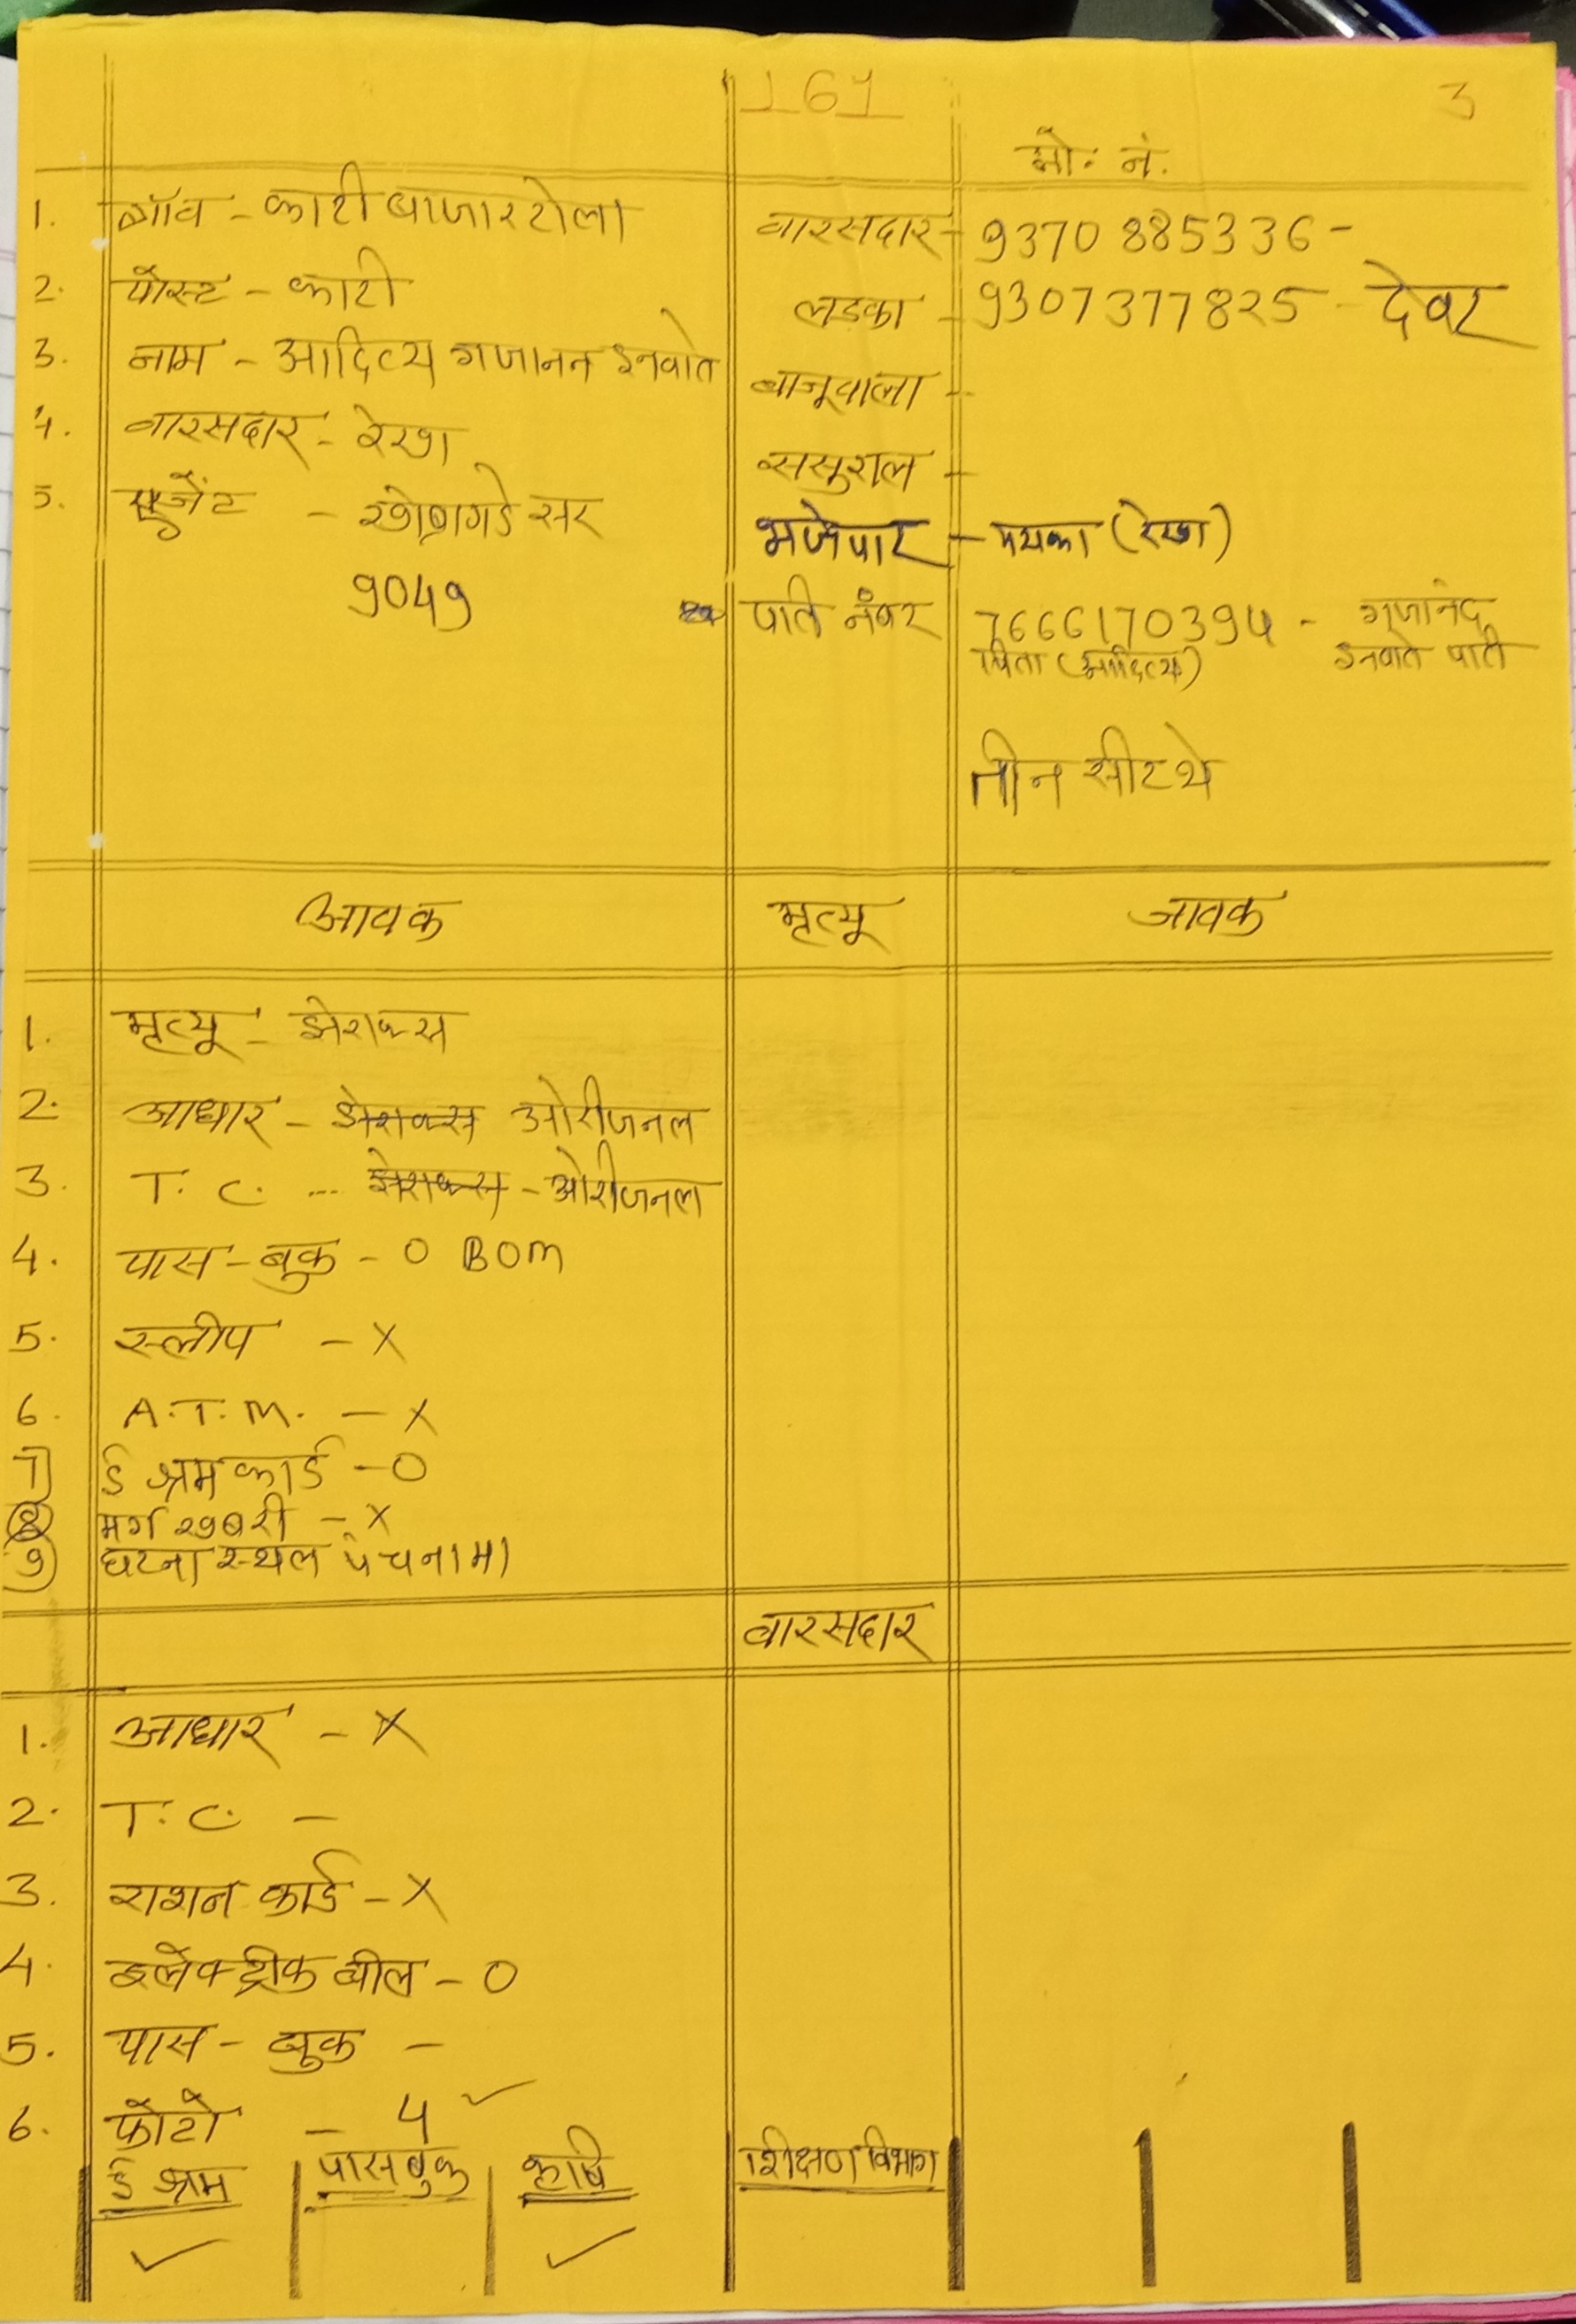 161
3
मो. नं.
1. गॉव - काटी बाजारटोला
2. पोस्ट - काटी
3. नाम - आदित्य गजानन इनवाते
4. वारसदार - रेखा
5. एजेंट - खोब्रागडे सर
9049
वारसदार - 9370885336 -
लडका - 9307377825 - देवर
बाजूवाला -
ससुराल -
भजेपार - मयका (रेखा)
पति नंबर 7666170394 - गजानंद
पिता (आदित्य) इनवाते पति
तीन सीट थे
आवक मृत्यू जावक
1. मृत्यू - झेराक्स
2. आधार - झेराक्स ओरीजनल
3. T. C. - झेराक्स - ओरीजनल
4. पास-बुक - 0 BOM
5. स्लीप - X
6. A.T.M. - X
7 ई श्रम कार्ड - 0
8 मर्ग खबरी - X
9 घटना स्थल पंचनामा
वारसदार
1. आधार - X
2. T. C. -
3. राशन कार्ड - X
4. इलेक्ट्रीक बील - 0
5. पास - बुक -
6. फोटो - 4 ✓
ई श्रम पासबुक कृषि शिक्षण विभाग
✓ ✓